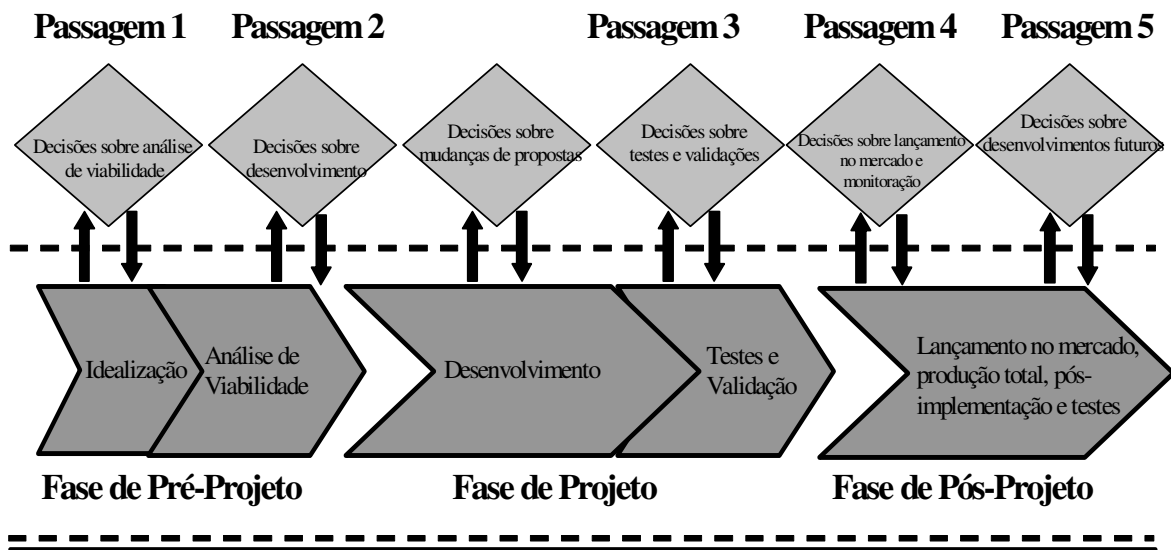 Passagem 1
Passagem 2
Passagem 3
Passagem 4
Passagem 5
Decisões sobre análise
de viabilidade
Decisões sobre
desenvolvimento
Decisões sobre
mudanças de propostas
Decisões sobre
testes e validações
Decisões sobre lançamento
no mercado e
monitoração
Decisões sobre
desenvolvimentos futuros
Idealização
Análise de
Viabilidade
Desenvolvimento
Testes e
Validação
Lançamento no mercado,
produção total, pós-
implementação e testes
Fase de Pré-Projeto
Fase de Projeto
Fase de Pós-Projeto